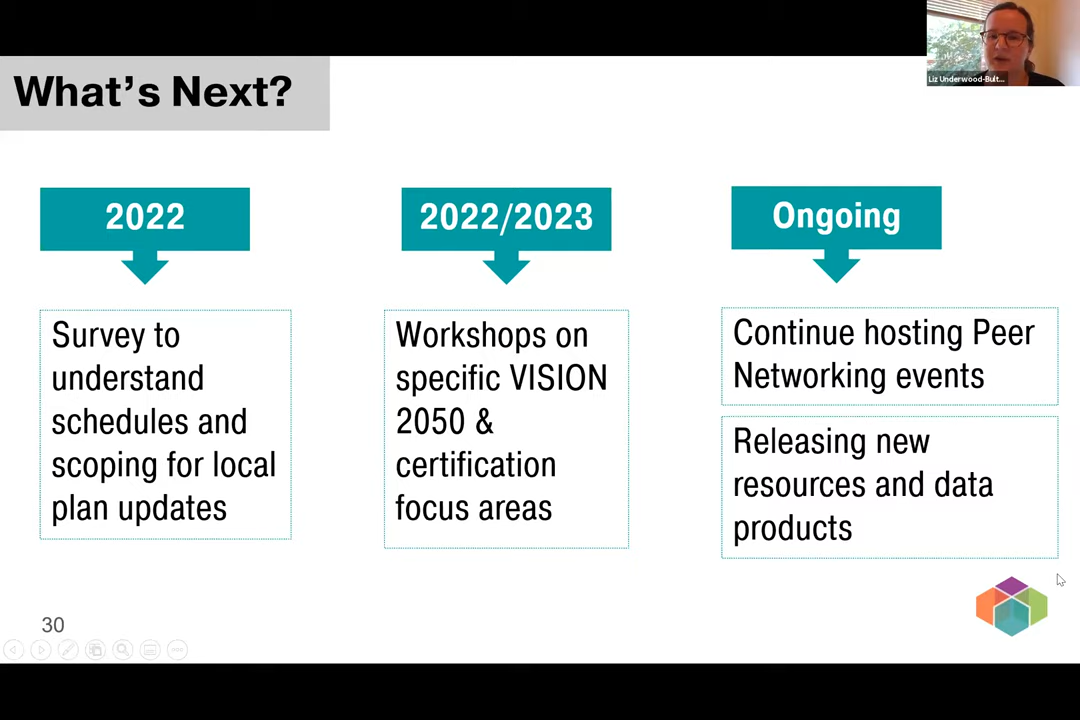 Liz Underwood-Bult...
What's Next?
2022
2022/2023
Ongoing
Survey to
understand
schedules and
scoping for local
plan updates
Workshops on
specific VISION
2050 &
certification
focus areas
Continue hosting Peer
Networking events
Releasing new
resources and data
products
30